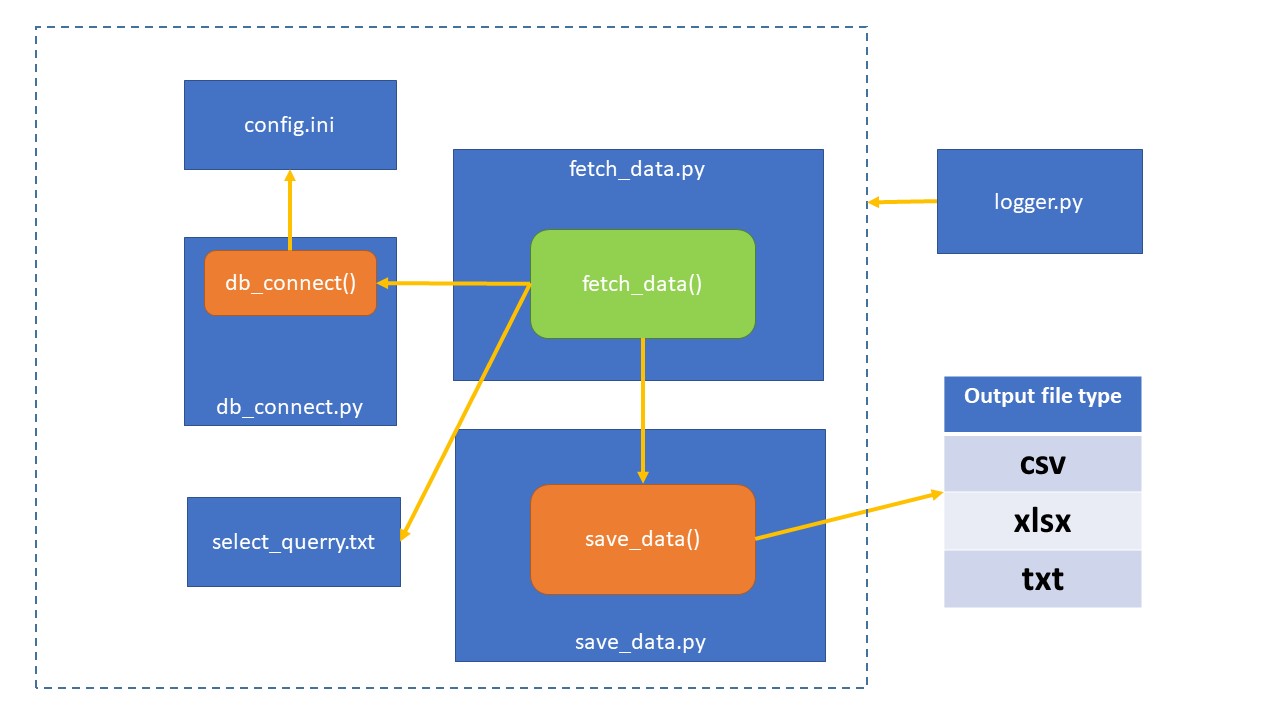 config.ini
fetch_data.py
logger.py
db_connect()
fetch_data()
db_connect.py
Output file type
csv
xlsx
txt
select_querry.txt
save_data()
save_data.py